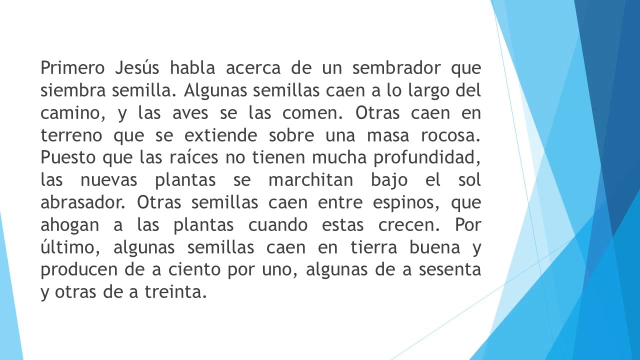 Primero Jesús habla acerca de un sembrador que
siembra semilla. Algunas semillas caen a lo largo del
camino, y las aves se las comen. Otras caen en
terreno que se extiende sobre una masa rocosa.
Puesto que las raíces no tienen mucha profundidad,
las nuevas plantas se marchitan bajo el sol
abrasador. Otras semillas caen entre espinos, que
ahogan a las plantas cuando estas crecen. Por
último, algunas semillas caen en tierra buena y
producen de a ciento por uno, algunas de a sesenta
y otras de a treinta.